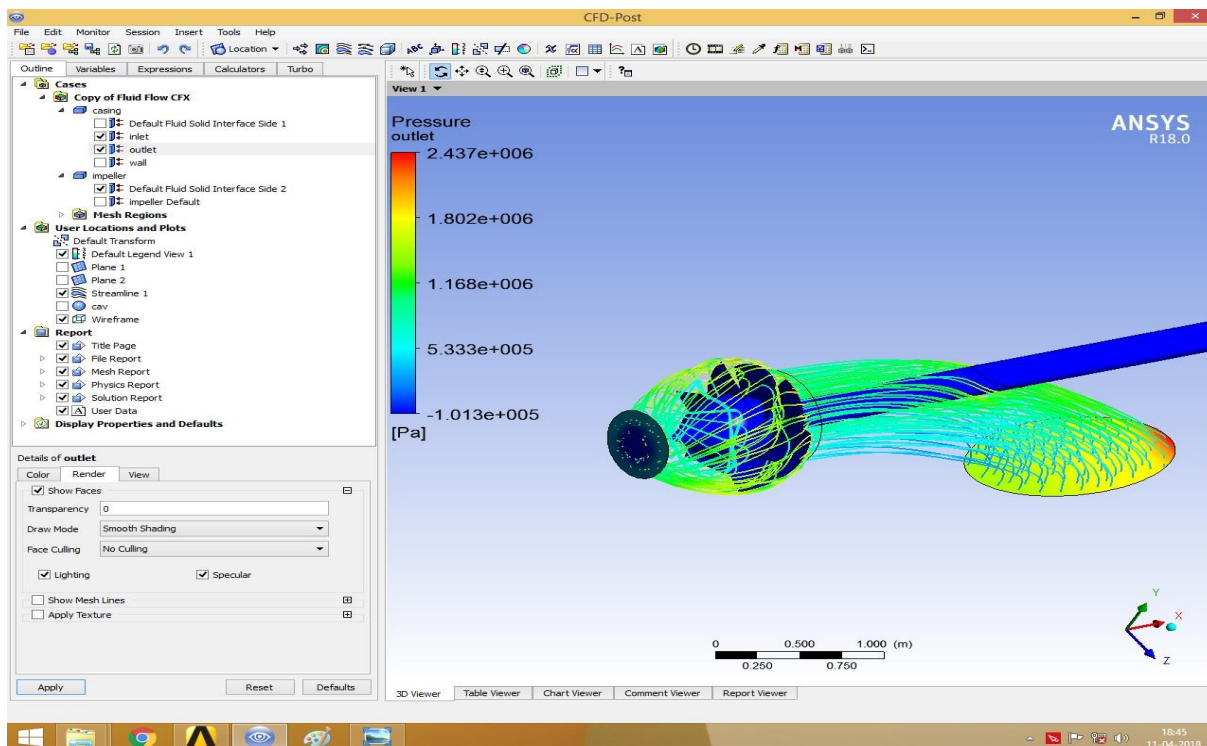 CFD-Post
File Edit Monitor Session Insert Tools Help
Location
Outline Variables Expressions Calculators Turbo
Cases
Copy of Fluid Flow CFX
casing
Default Fluid Solid Interface Side 1
inlet
outlet
wall
impeller
Default Fluid Solid Interface Side 2
impeller Default
Mesh Regions
User Locations and Plots
Default Transform
Default Legend View 1
Plane 1
Plane 2
Streamline 1
cav
Wireframe
Report
Title Page
File Report
Mesh Report
Physics Report
Solution Report
User Data
Display Properties and Defaults
Details of outlet
Color Render View
Show Faces
Transparency 0
Draw Mode Smooth Shading
Face Culling No Culling
Lighting Specular
Show Mesh Lines
Apply Texture
Apply Reset Defaults
View 1
Pressure
outlet
2.437e+006
1.802e+006
1.168e+006
5.333e+005
-1.013e+005
[Pa]
ANSYS
R18.0
0 0.500 1.000 (m)
0.250 0.750
Y
X
Z
3D Viewer Table Viewer Chart Viewer Comment Viewer Report Viewer
18:45
11-04-2018